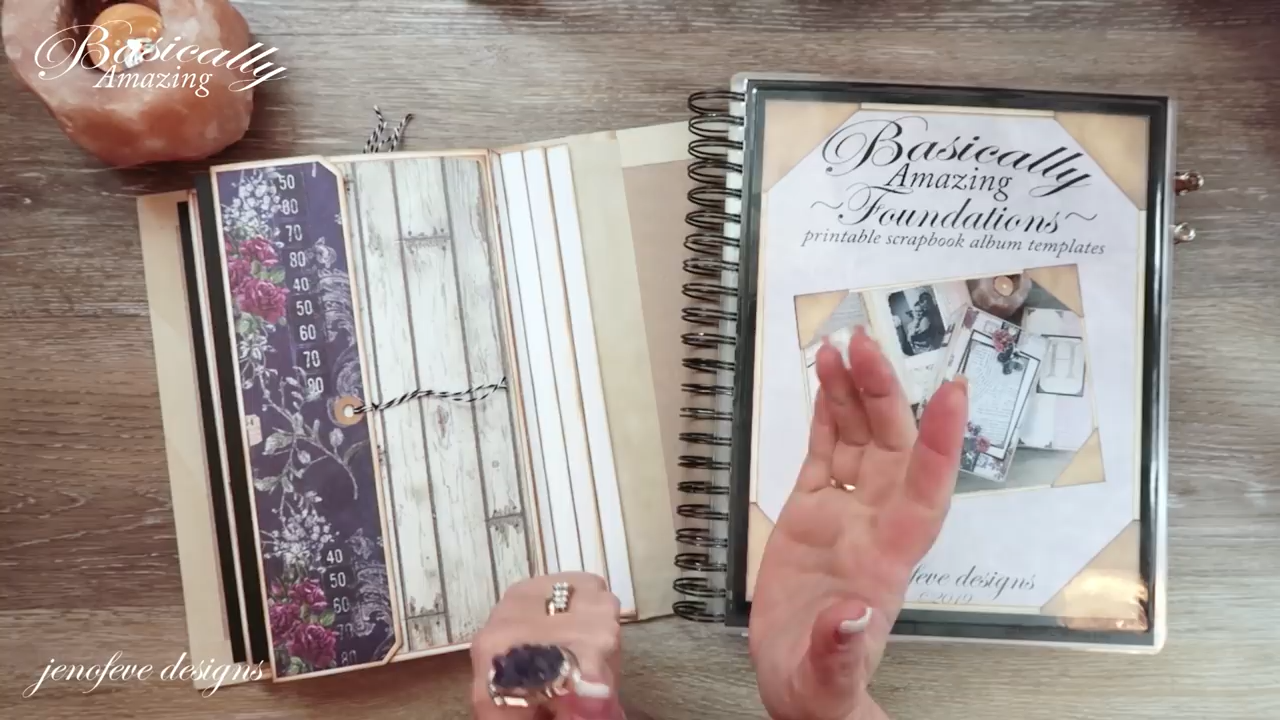 Basically
Amazing
Basically
Amazing
~Foundations~
printable scrapbook album templates
designs
©2019
50
80
70
80
40
50
60
70
80
40
50
60
70
80
jenofeve designs